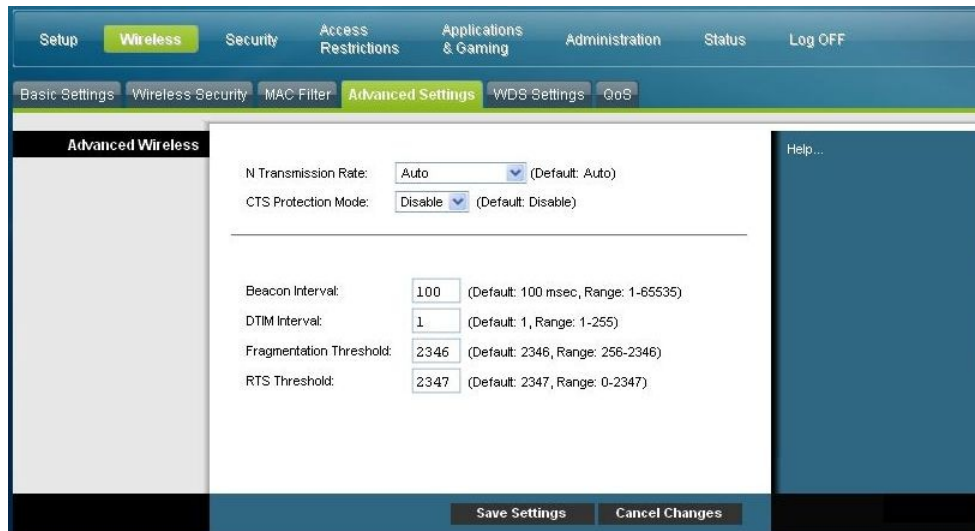 Setup Wireless Security Access Restrictions Applications & Gaming Administration Status Log OFF
Basic Settings Wireless Security MAC Filter Advanced Settings WDS Settings QoS
Advanced Wireless
Help...
N Transmission Rate: Auto (Default: Auto)
CTS Protection Mode: Disable (Default: Disable)
Beacon Interval: 100 (Default: 100 msec, Range: 1-65535)
DTIM Interval: 1 (Default: 1, Range: 1-255)
Fragmentation Threshold: 2346 (Default: 2346, Range: 256-2346)
RTS Threshold: 2347 (Default: 2347, Range: 0-2347)
Save Settings Cancel Changes